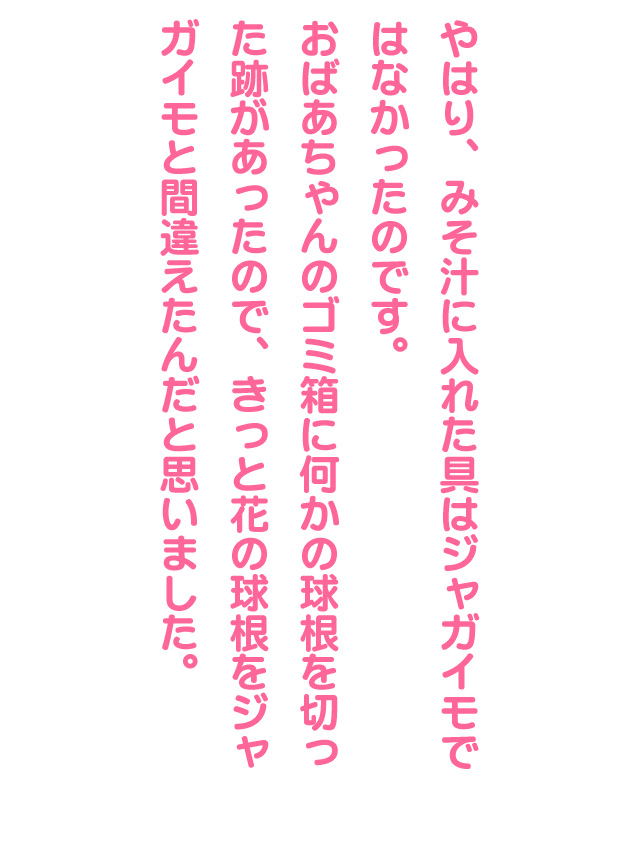 やはり、みそ汁に入れた具はジャガイモで
はなかったのです。
おばあちゃんのゴミ箱に何かの球根を切っ
た跡があったので、きっと花の球根をジャ
ガイモと間違えたんだと思いました。